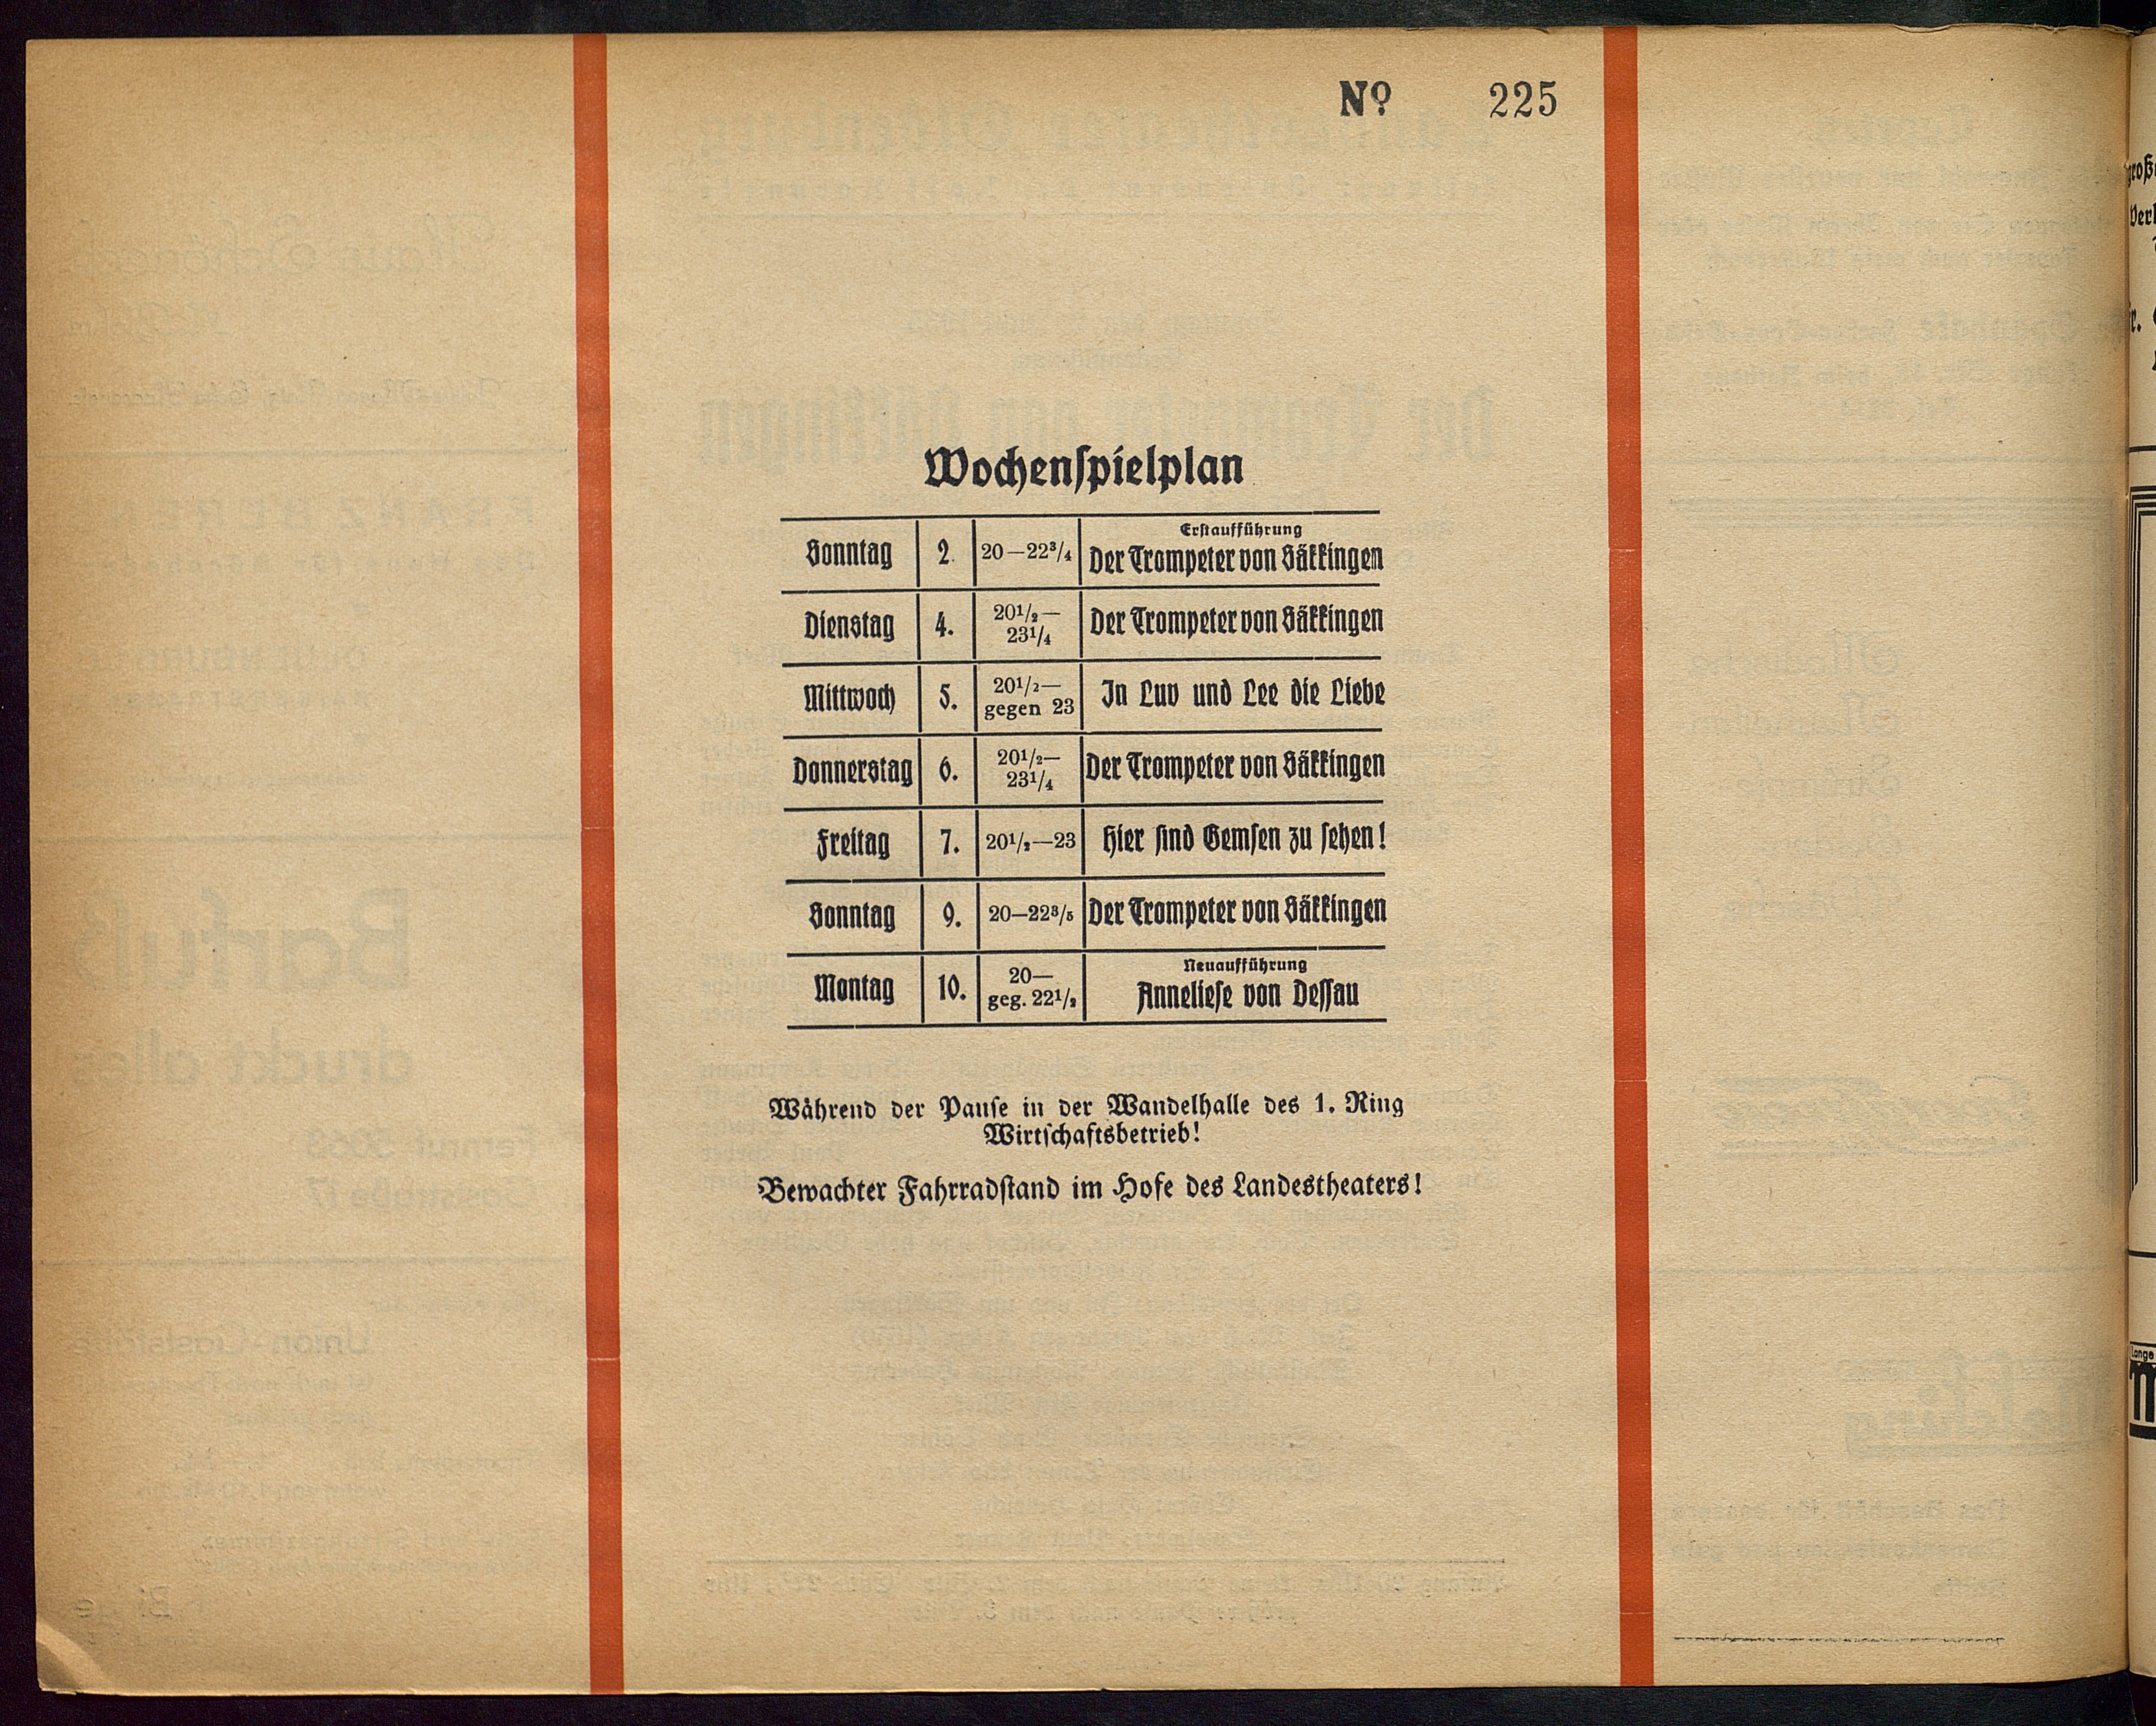 Nº 225
Wochenspielplan
Sonntag 2. 20—22³/₄ Erstaufführung
Der Trompeter von Säkkingen
Dienstag 4. 20¹/₂—
23¹/₄ Der Trompeter von Säkkingen
Mittwoch 5. 20¹/₂—
gegen 23 In Luv und Lee die Liebe
Donnerstag 6. 20¹/₂—
23¹/₄ Der Trompeter von Säkkingen
Freitag 7. 20¹/₂—23 Hier sind Gemsen zu sehen!
Sonntag 9. 20—22³/₅ Der Trompeter von Säkkingen
Montag 10. 20—
geg. 22¹/₂ Neuaufführung
Anneliese von Dessau
Während der Pause in der Wandelhalle des 1. Ring
Wirtschaftsbetrieb!
Bewachter Fahrradstand im Hofe des Landestheaters!